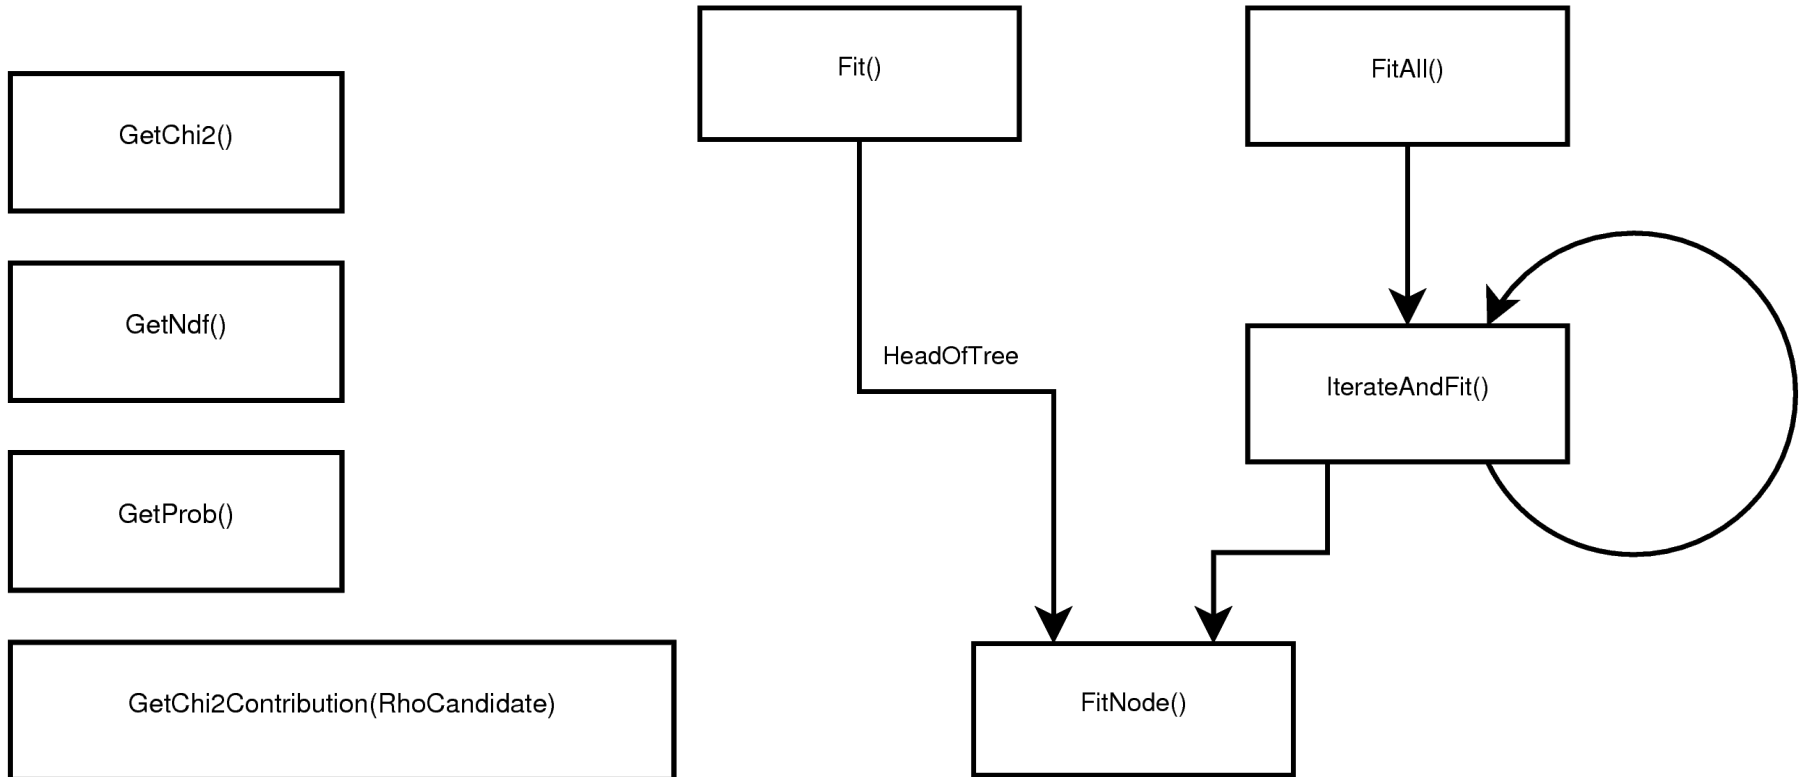 Fit()
FitAll()
GetChi2()
GetNdf()
HeadOfTree
IterateAndFit()
GetProb()
GetChi2Contribution(RhoCandidate)
FitNode()